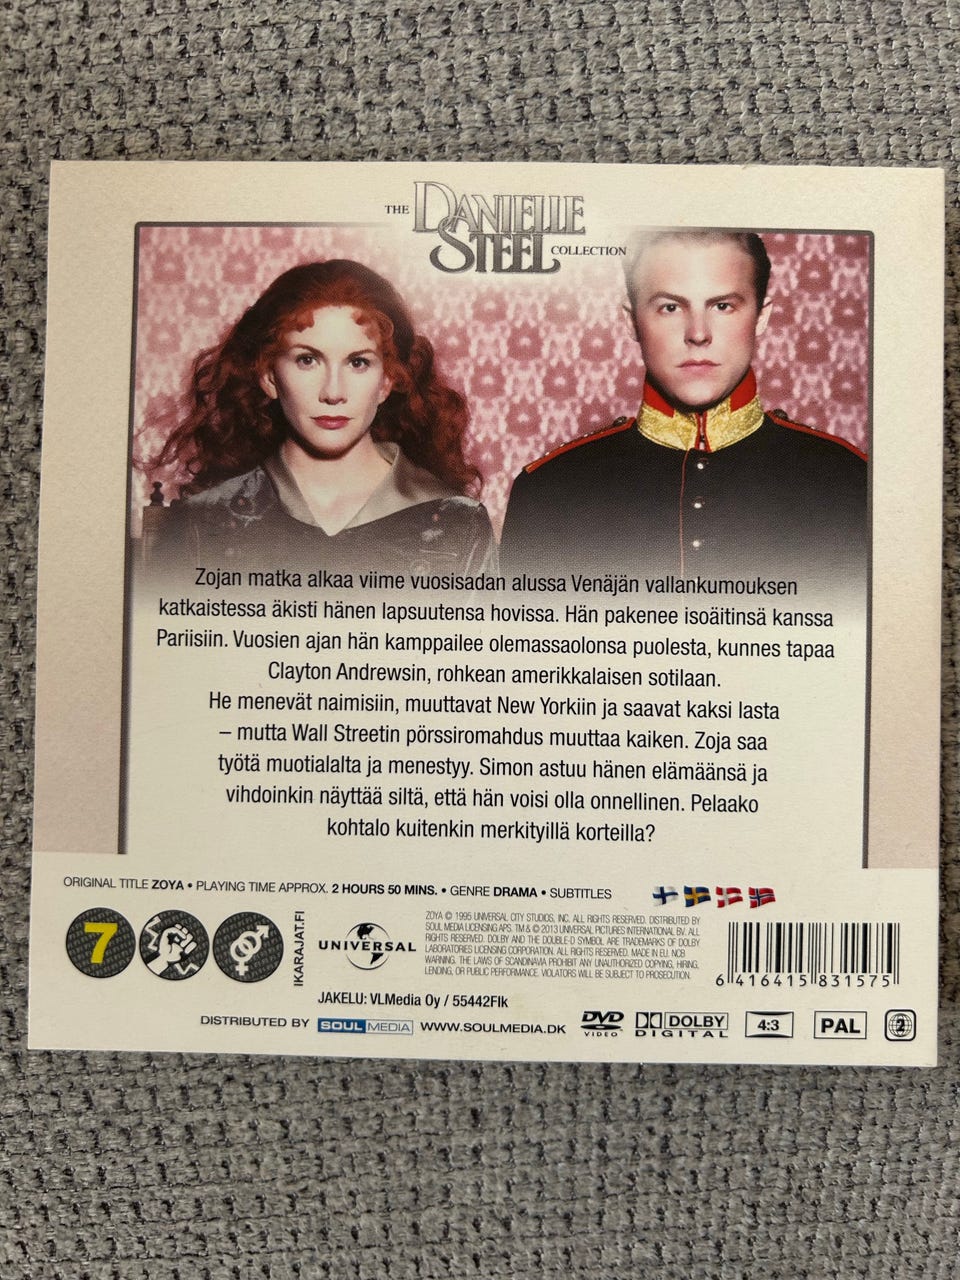 THE DANIELLE STEEL COLLECTION
Zojan matka alkaa viime vuosisadan alussa Venäjän vallankumouksen
katkaistessa äkisti hänen lapsuutensa hovissa. Hän pakenee isoäitinsä kanssa
Pariisiin. Vuosien ajan hän kamppailee olemassaolonsa puolesta, kunnes tapaa
Clayton Andrewsin, rohkean amerikkalaisen sotilaan.
He menevät naimisiin, muuttavat New Yorkiin ja saavat kaksi lasta
– mutta Wall Streetin pörssiromahdus muuttaa kaiken. Zoja saa
työtä muotialalta ja menestyy. Simon astuu hänen elämäänsä ja
vihdoinkin näyttää siltä, että hän voisi olla onnellinen. Pelaako
kohtalo kuitenkin merkityillä korteilla?
ORIGINAL TITLE ZOYA • PLAYING TIME APPROX. 2 HOURS 50 MINS. • GENRE DRAMA • SUBTITLES
7
IKARAJAT.FI
UNIVERSAL
ZOYA © 1995 UNIVERSAL CITY STUDIOS, INC. ALL RIGHTS RESERVED. DISTRIBUTED BY
SOUL MEDIA LICENSING APS. TM & © 2013 UNIVERSAL PICTURES INTERNATIONAL BV. ALL
RIGHTS RESERVED. DOLBY AND THE DOUBLE-D SYMBOL ARE TRADEMARKS OF DOLBY
LABORATORIES LICENSING CORPORATION. ALL RIGHTS RESERVED. MADE IN EU. NCB
WARNING. THE LAWS OF SCANDINAVIA PROHIBIT ANY UNAUTHORIZED COPYING, HIRING,
LENDING, OR PUBLIC PERFORMANCE. VIOLATORS WILL BE SUBJECT TO PROSECUTION.
6 416415 831575
JAKELU: VLMedia Oy / 55442FIk
DISTRIBUTED BY SOUL MEDIA WWW.SOULMEDIA.DK
DVD VIDEO
DOLBY DIGITAL
4:3
PAL
2